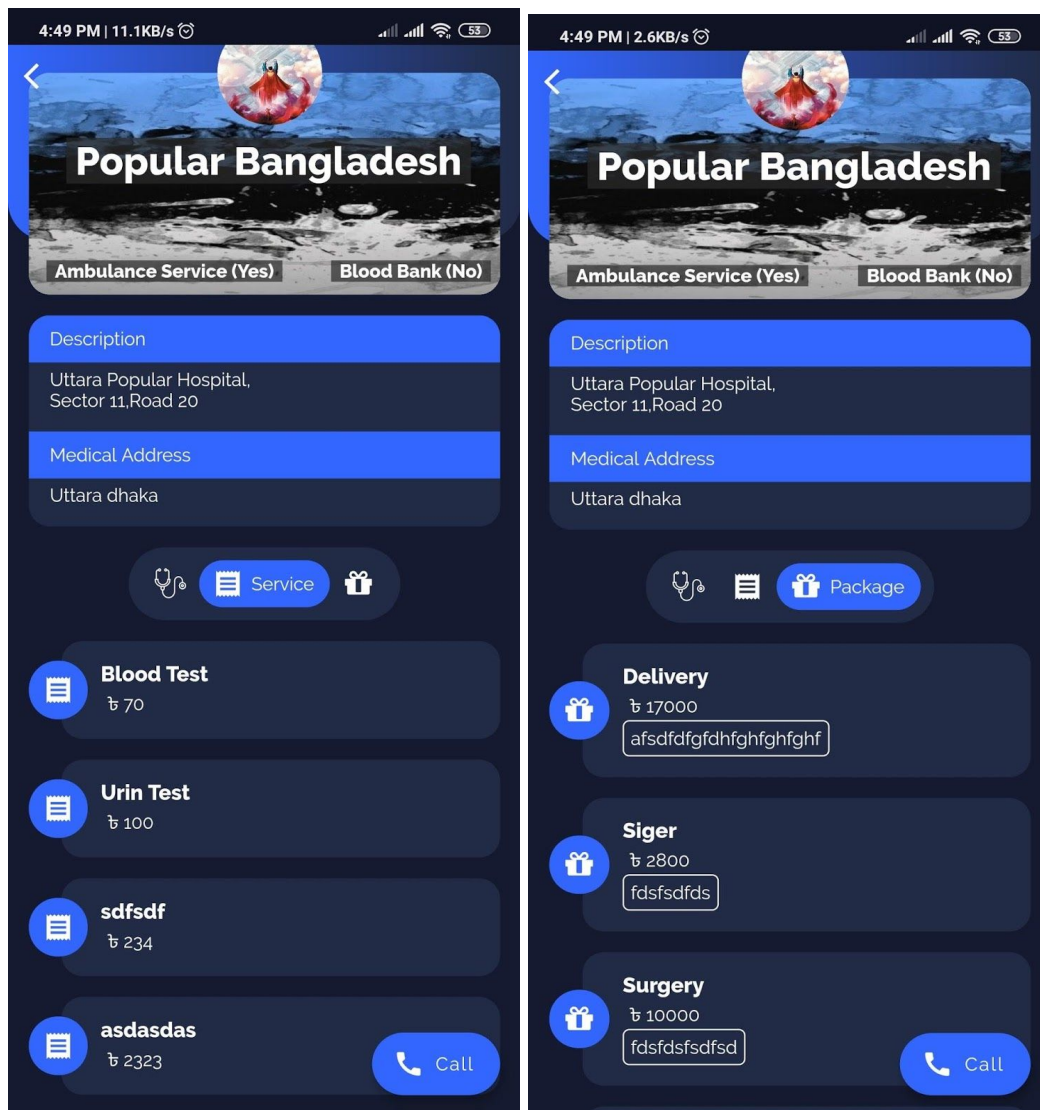 4:49 PM | 11.1KB/s
53
Popular Bangladesh
Ambulance Service (Yes) Blood Bank (No)
Description
Uttara Popular Hospital,
Sector 11,Road 20
Medical Address
Uttara dhaka
Service
Blood Test
৳ 70
Urin Test
৳ 100
sdfsdf
৳ 234
asdasdas
৳ 2323
Call
4:49 PM | 2.6KB/s
53
Popular Bangladesh
Ambulance Service (Yes) Blood Bank (No)
Description
Uttara Popular Hospital,
Sector 11,Road 20
Medical Address
Uttara dhaka
Package
Delivery
৳ 17000
afsdfdfgfdhfghfghfghf
Siger
৳ 2800
fdsfsdfds
Surgery
৳ 10000
fdsfdsfsdfsd
Call